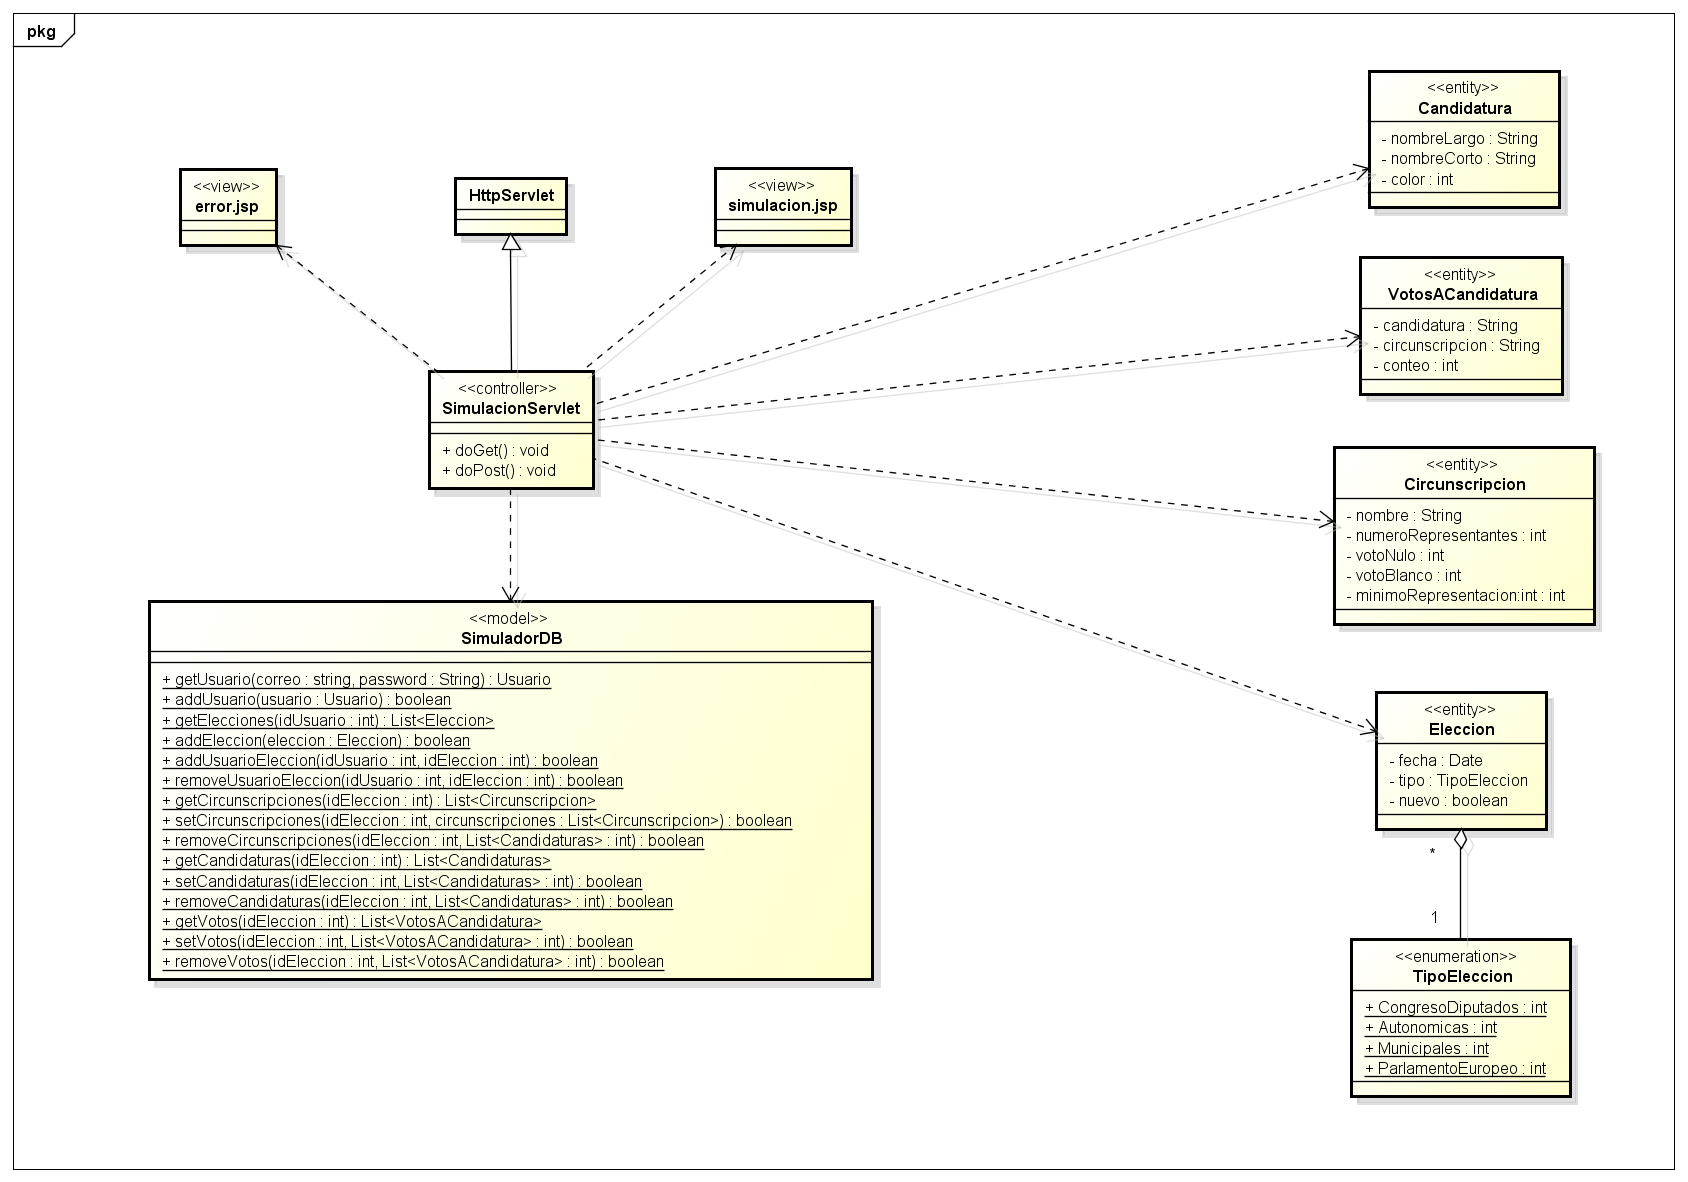 pkg
<<entity>>
Candidatura
- nombreLargo : String
- nombreCorto : String
- color : int
<<view>>
error.jsp
HttpServlet
<<view>>
simulacion.jsp
<<entity>>
VotosACandidatura
- candidatura : String
- circunscripcion : String
- conteo : int
<<controller>>
SimulacionServlet
+ doGet() : void
+ doPost() : void
<<entity>>
Circunscripcion
- nombre : String
- numeroRepresentantes : int
- votoNulo : int
- votoBlanco : int
- minimoRepresentacion:int : int
<<model>>
SimuladorDB
+ getUsuario(correo : string, password : String) : Usuario
+ addUsuario(usuario : Usuario) : boolean
+ getElecciones(idUsuario : int) : List<Eleccion>
+ addEleccion(eleccion : Eleccion) : boolean
+ addUsuarioEleccion(idUsuario : int, idEleccion : int) : boolean
+ removeUsuarioEleccion(idUsuario : int, idEleccion : int) : boolean
+ getCircunscripciones(idEleccion : int) : List<Circunscripcion>
+ setCircunscripciones(idEleccion : int, circunscripciones : List<Circunscripcion>) : boolean
+ removeCircunscripciones(idEleccion : int, List<Candidaturas> : int) : boolean
+ getCandidaturas(idEleccion : int) : List<Candidaturas>
+ setCandidaturas(idEleccion : int, List<Candidaturas> : int) : boolean
+ removeCandidaturas(idEleccion : int, List<Candidaturas> : int) : boolean
+ getVotos(idEleccion : int) : List<VotosACandidatura>
+ setVotos(idEleccion : int, List<VotosACandidatura> : int) : boolean
+ removeVotos(idEleccion : int, List<VotosACandidatura> : int) : boolean
<<entity>>
Eleccion
- fecha : Date
- tipo : TipoEleccion
- nuevo : boolean
*
1
<<enumeration>>
TipoEleccion
+ CongresoDiputados : int
+ Autonomicas : int
+ Municipales : int
+ ParlamentoEuropeo : int